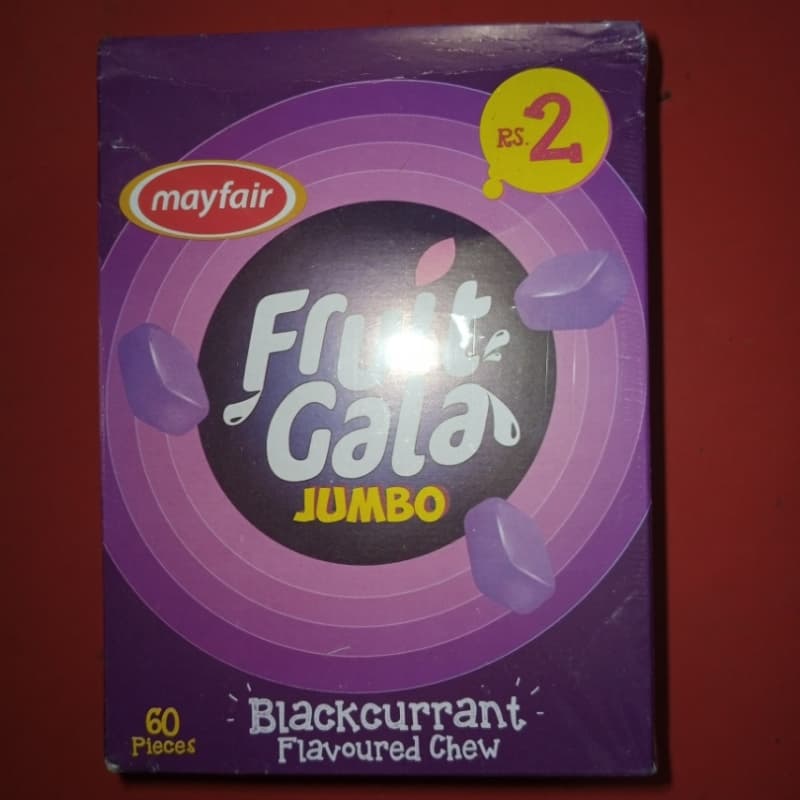 mayfair
RS. 2
Fruit
Gala
JUMBO
60
Pieces
Blackcurrant
Flavoured Chew